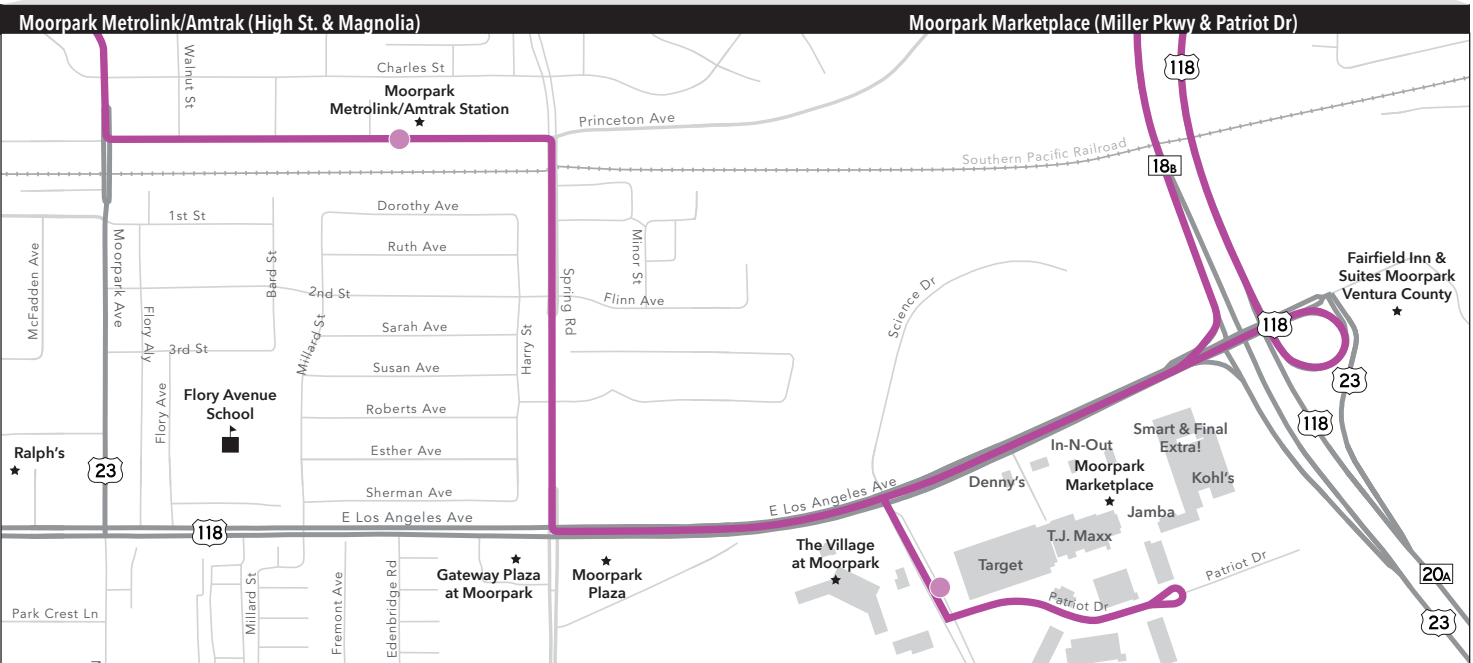 Moorpark Metrolink/Amtrak (High St. & Magnolia)
Moorpark Marketplace (Miller Pkwy & Patriot Dr)
Walnut St
Charles St
Moorpark
Metrolink/Amtrak Station
Princeton Ave
Southern Pacific Railroad
118
18B
McFadden Ave
Moorpark Ave
1st St
Flory Aly
Bard St
2nd St
3rd St
Millard St
Flory Ave
Flory Avenue
School
Dorothy Ave
Ruth Ave
Sarah Ave
Susan Ave
Roberts Ave
Esther Ave
Sherman Ave
Harry St
Spring Rd
Minor St
Flinn Ave
Science Dr
Fairfield Inn &
Suites Moorpark
Ventura County
118
23
118
Ralph's
23
E Los Angeles Ave
118
E Los Angeles Ave
Smart & Final
Extra!
In-N-Out
Moorpark
Marketplace
Denny's
Kohl's
Jamba
T.J. Maxx
Target
The Village
at Moorpark
Gateway Plaza
at Moorpark
Moorpark
Plaza
Patriot Dr
Patriot Dr
20A
23
Park Crest Ln
Millard St
Fremont Ave
Edenbridge Rd